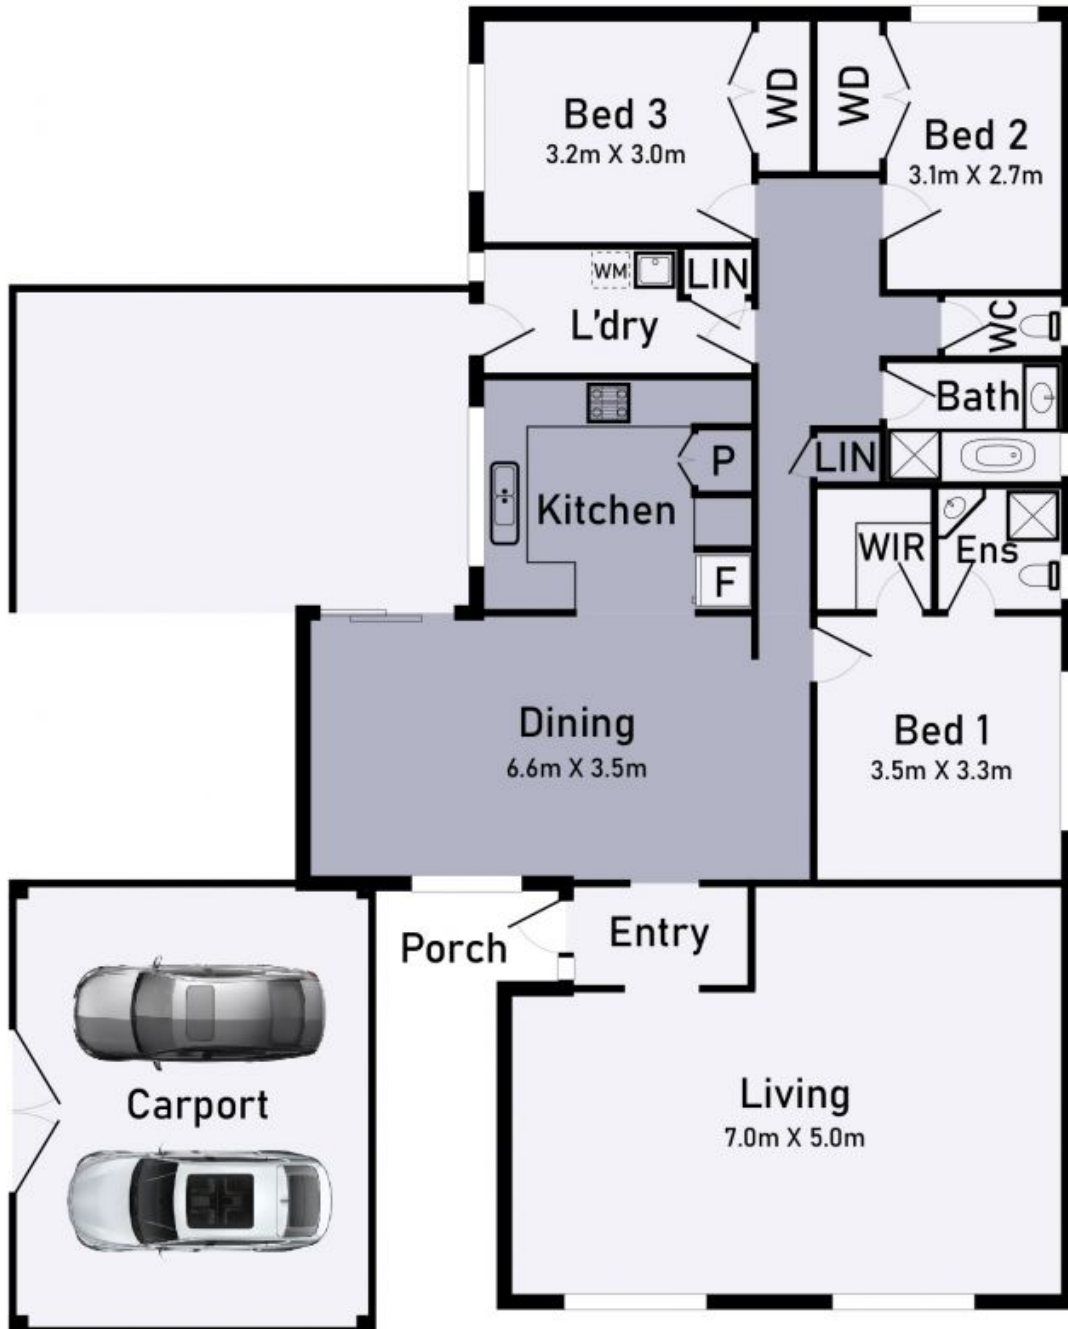 Bed 3
3.2m X 3.0m
WD
WD
Bed 2
3.1m X 2.7m
WM
LIN
L'dry
WC
Bath
P
LIN
Kitchen
WIR
Ens
F
Dining
6.6m X 3.5m
Bed 1
3.5m X 3.3m
Porch
Entry
Carport
Living
7.0m X 5.0m